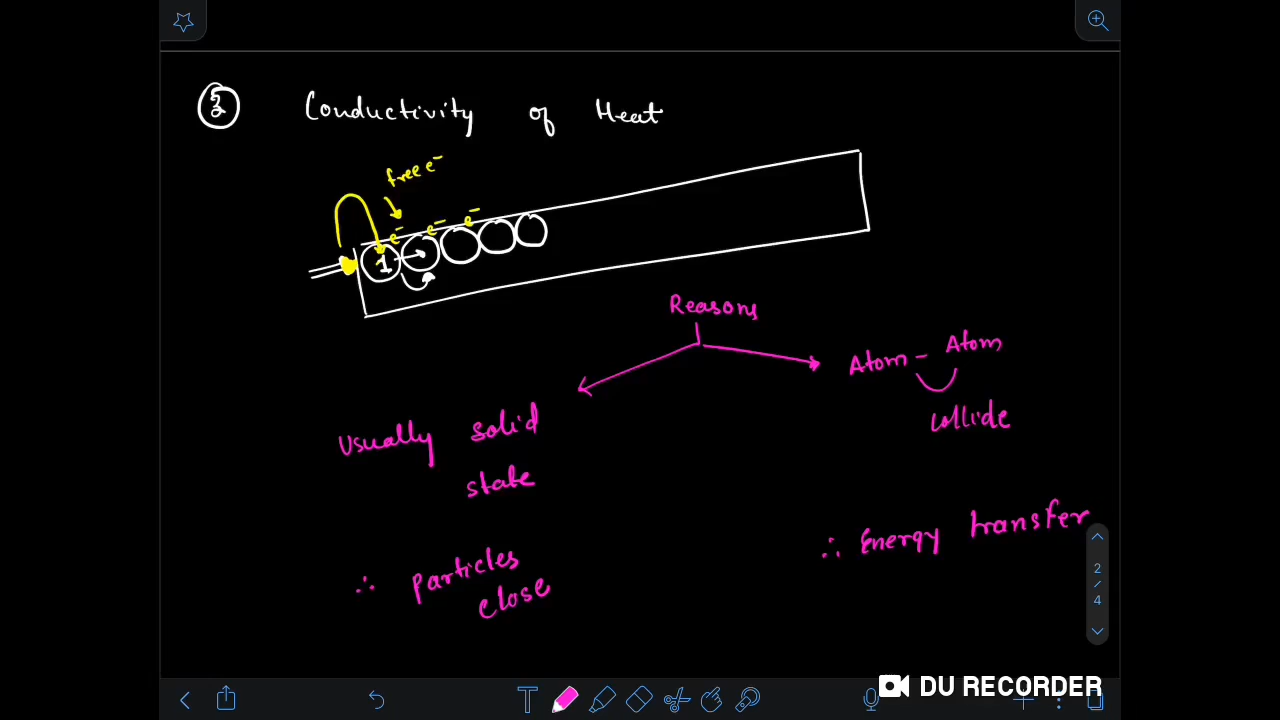 3 Conductivity of Heat
free e⁻
e⁻ e⁻ e⁻
1
Reasons
Atom - Atom
collide
Usually solid
state
∴ Energy transfer
∴ particles
close
2
/
4
T
DU RECORDER